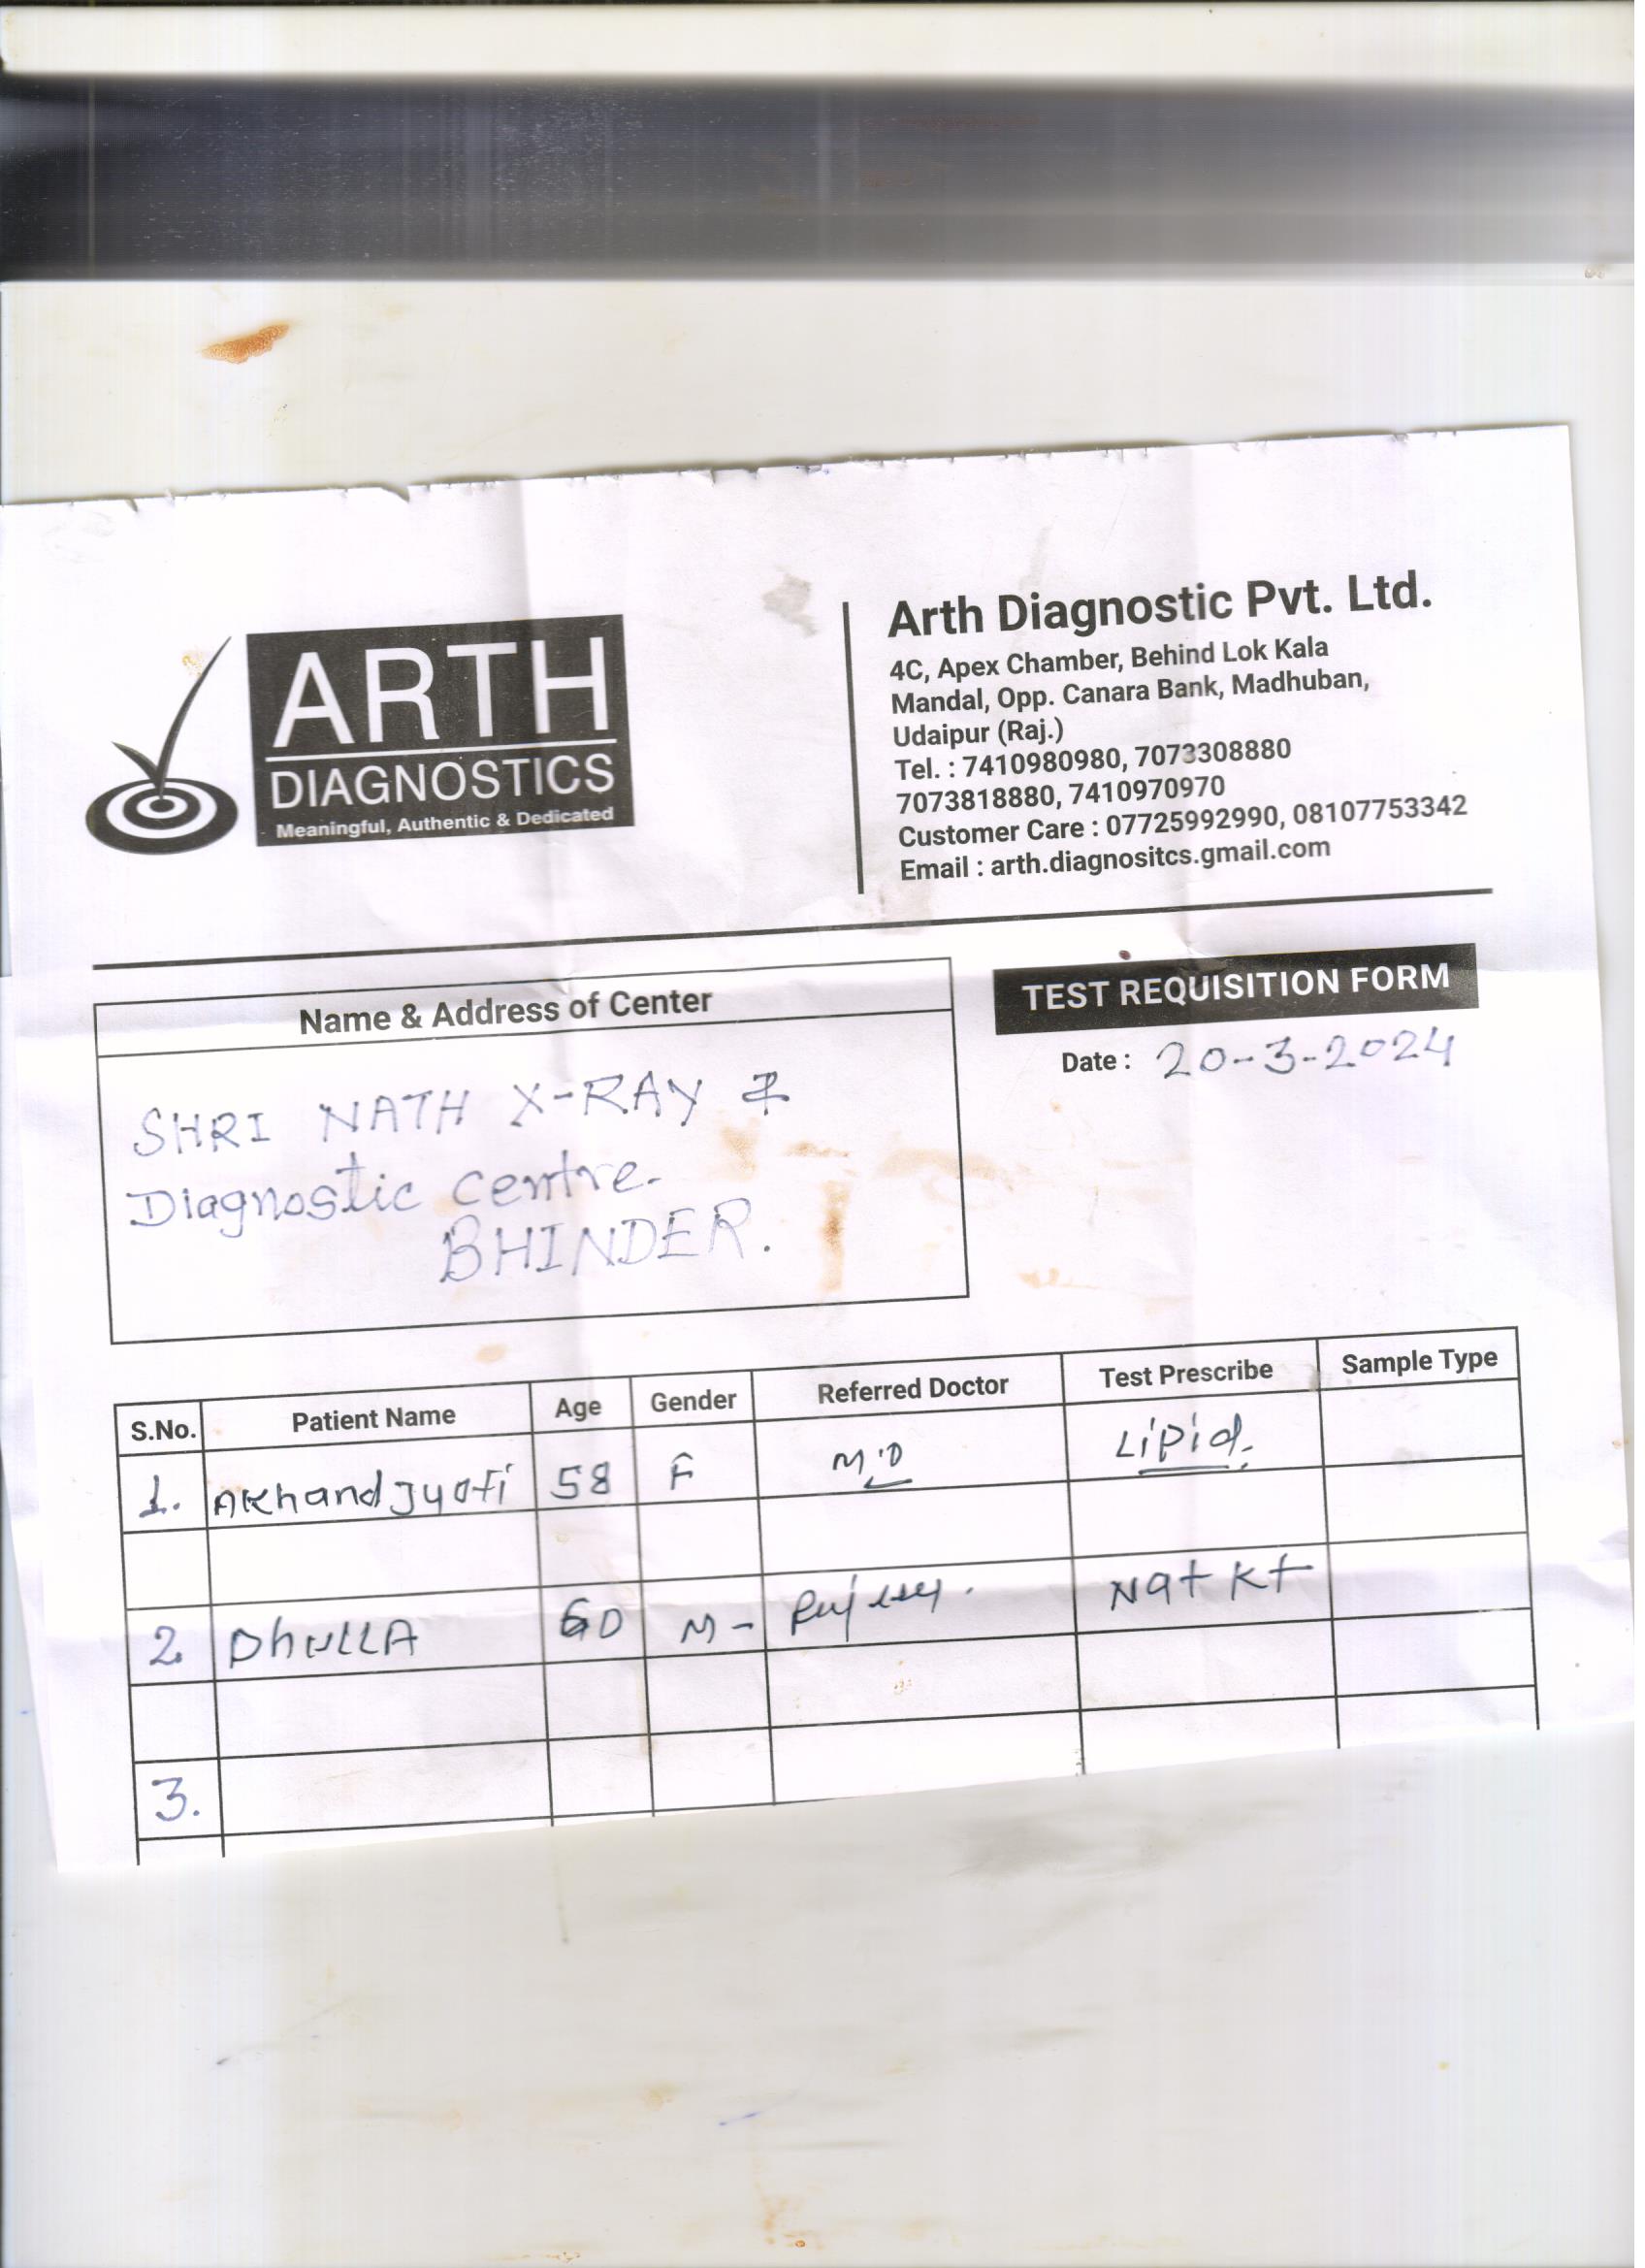 ARTH
DIAGNOSTICS
Meaningful, Authentic & Dedicated
Arth Diagnostic Pvt. Ltd.
4C, Apex Chamber, Behind Lok Kala
Mandal, Opp. Canara Bank, Madhuban,
Udaipur (Raj.)
Tel. : 7410980980, 7073308880
7073818880, 7410970970
Customer Care : 07725992990, 08107753342
Email : arth.diagnositcs.gmail.com
Name & Address of Center
SHRI NATH X-RAY &
Diagnostic centre.
BHINDER.
TEST REQUISITION FORM
Date : 20-3-2024
S.No. Patient Name Age Gender Referred Doctor Test Prescribe Sample Type
1. Akhand Jyoti 58 F M.D Lipid.
2. DhULLA 60 M - Na+ K+
3.